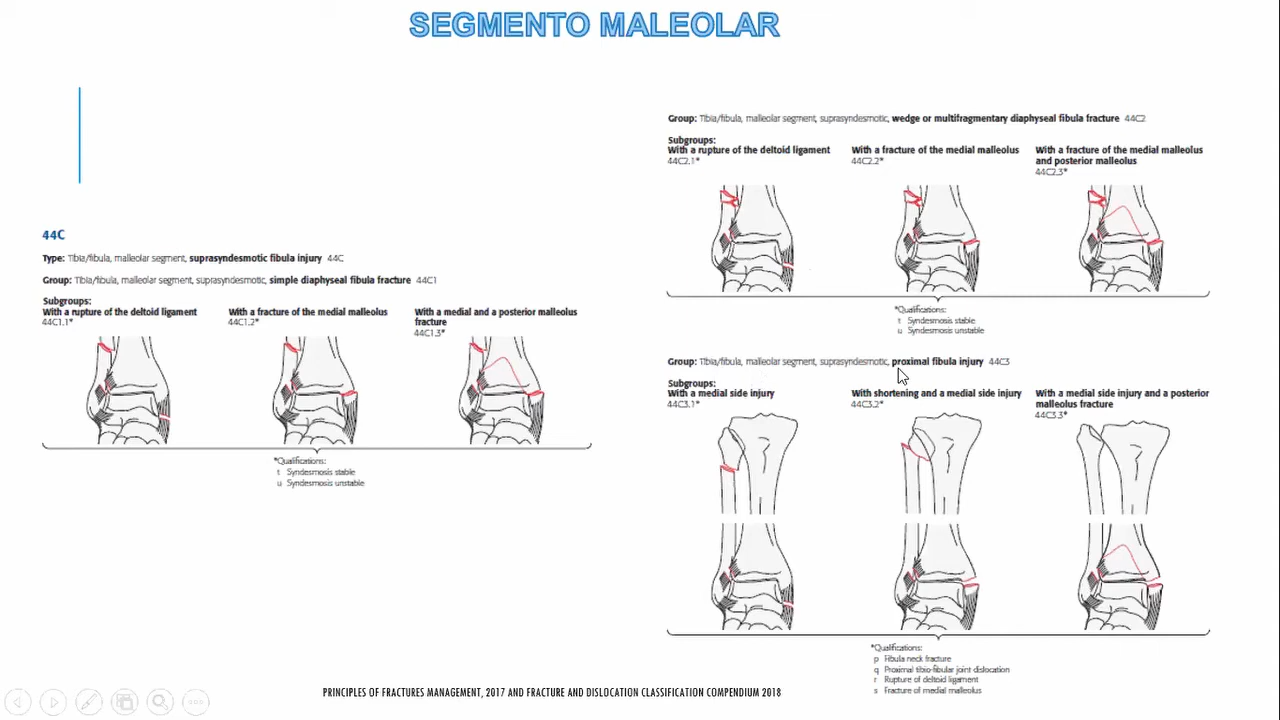 SEGMENTO MALEOLAR
44C
Type: Tibia/fibula, malleolar segment, suprasyndesmotic fibula injury 44C
Group: Tibia/fibula, malleolar segment, suprasyndesmotic, simple diaphyseal fibula fracture 44C1
Subgroups:
With a rupture of the deltoid ligament
44C1.1*
With a fracture of the medial malleolus
44C1.2*
With a medial and a posterior malleolus
fracture
44C1.3*
*Qualifications:
t Syndesmosis stable
u Syndesmosis unstable
Group: Tibia/fibula, malleolar segment, suprasyndesmotic, wedge or multifragmentary diaphyseal fibula fracture 44C2
Subgroups:
With a rupture of the deltoid ligament
44C2.1*
With a fracture of the medial malleolus
44C2.2*
With a fracture of the medial malleolus
and posterior malleolus
44C2.3*
*Qualifications:
t Syndesmosis stable
u Syndesmosis unstable
Group: Tibia/fibula, malleolar segment, suprasyndesmotic, proximal fibula injury 44C3
Subgroups:
With a medial side injury
44C3.1*
With shortening and a medial side injury
44C3.2*
With a medial side injury and a posterior
malleolus fracture
44C3.3*
*Qualifications:
p Fibula neck fracture
q Proximal tibio-fibular joint dislocation
r Rupture of deltoid ligament
s Fracture of medial malleolus
PRINCIPLES OF FRACTURES MANAGEMENT, 2017 AND FRACTURE AND DISLOCATION CLASSIFICATION COMPENDIUM 2018